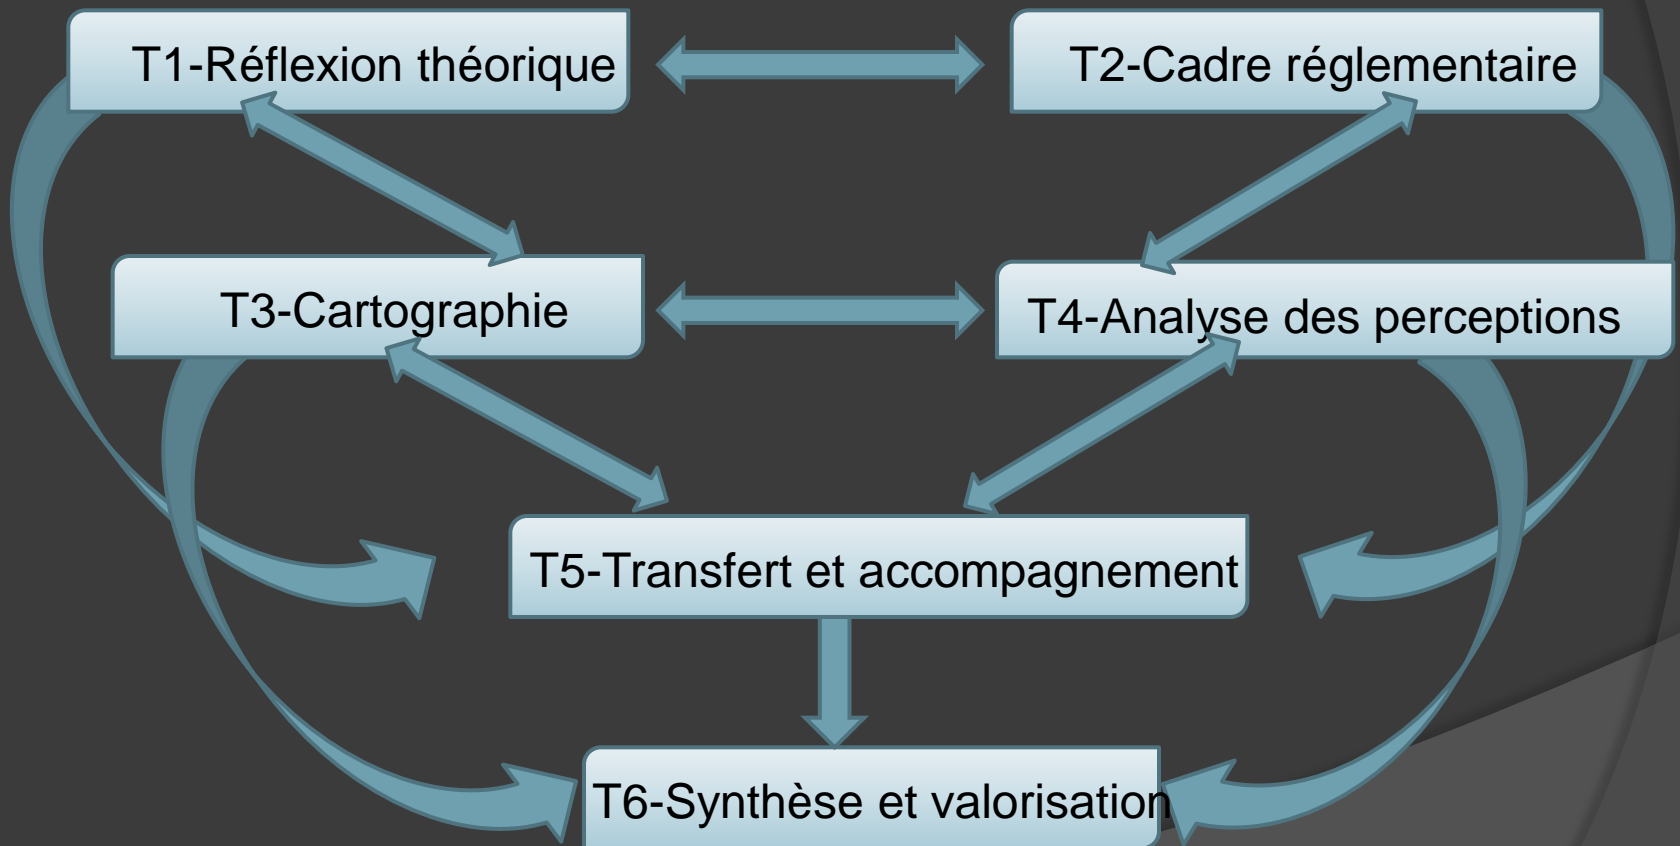 T1-Réflexion théorique
T2-Cadre réglementaire
T3-Cartographie
T4-Analyse des perceptions
T5-Transfert et accompagnement
T6-Synthèse et valorisation